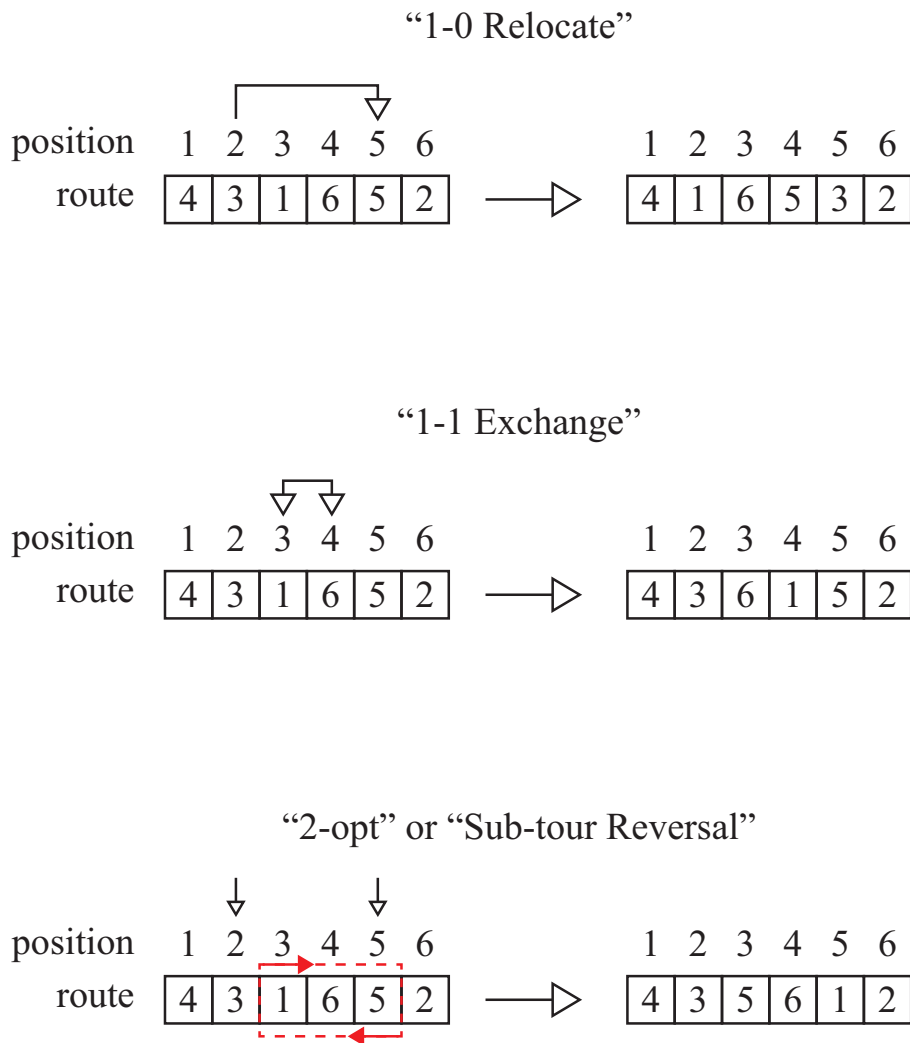 “1-0 Relocate”
position 1 2 3 4 5 6 1 2 3 4 5 6
route 4 3 1 6 5 2 4 1 6 5 3 2
“1-1 Exchange”
position 1 2 3 4 5 6 1 2 3 4 5 6
route 4 3 1 6 5 2 4 3 6 1 5 2
“2-opt” or “Sub-tour Reversal”
position 1 2 3 4 5 6 1 2 3 4 5 6
route 4 3 1 6 5 2 4 3 5 6 1 2